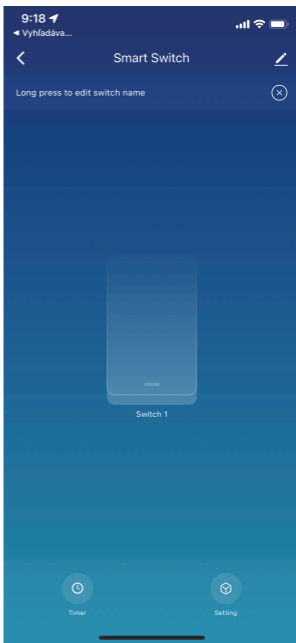 9:18
◄ Vyhľadáva...
Smart Switch
Long press to edit switch name
Switch 1
Timer
Setting